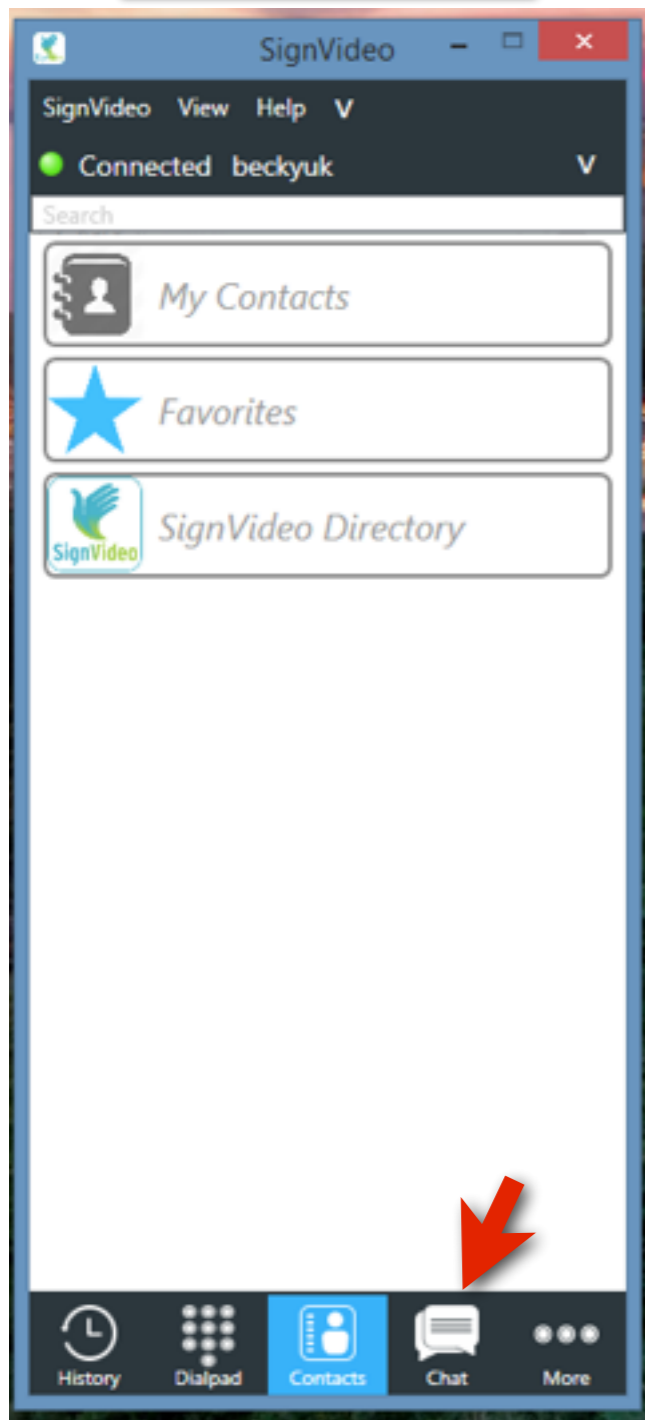 SignVideo
SignVideo View Help V
Connected beckyuk V
Search
My Contacts
Favorites
SignVideo
SignVideo Directory
History Dialpad Contacts Chat More